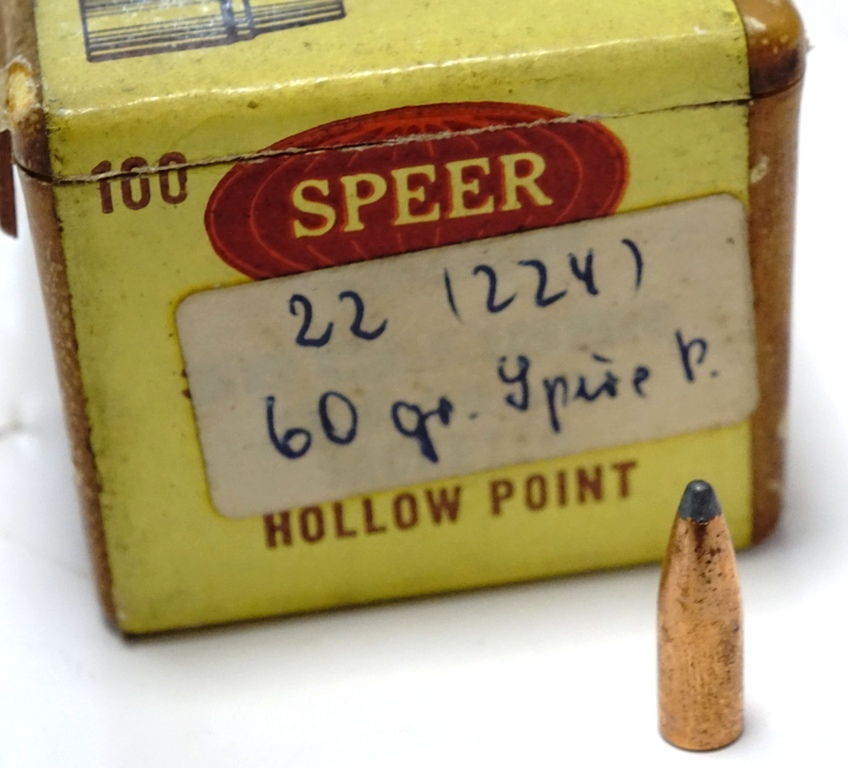 100
SPEER
22 (224)
60 gr. Spire P.
HOLLOW POINT